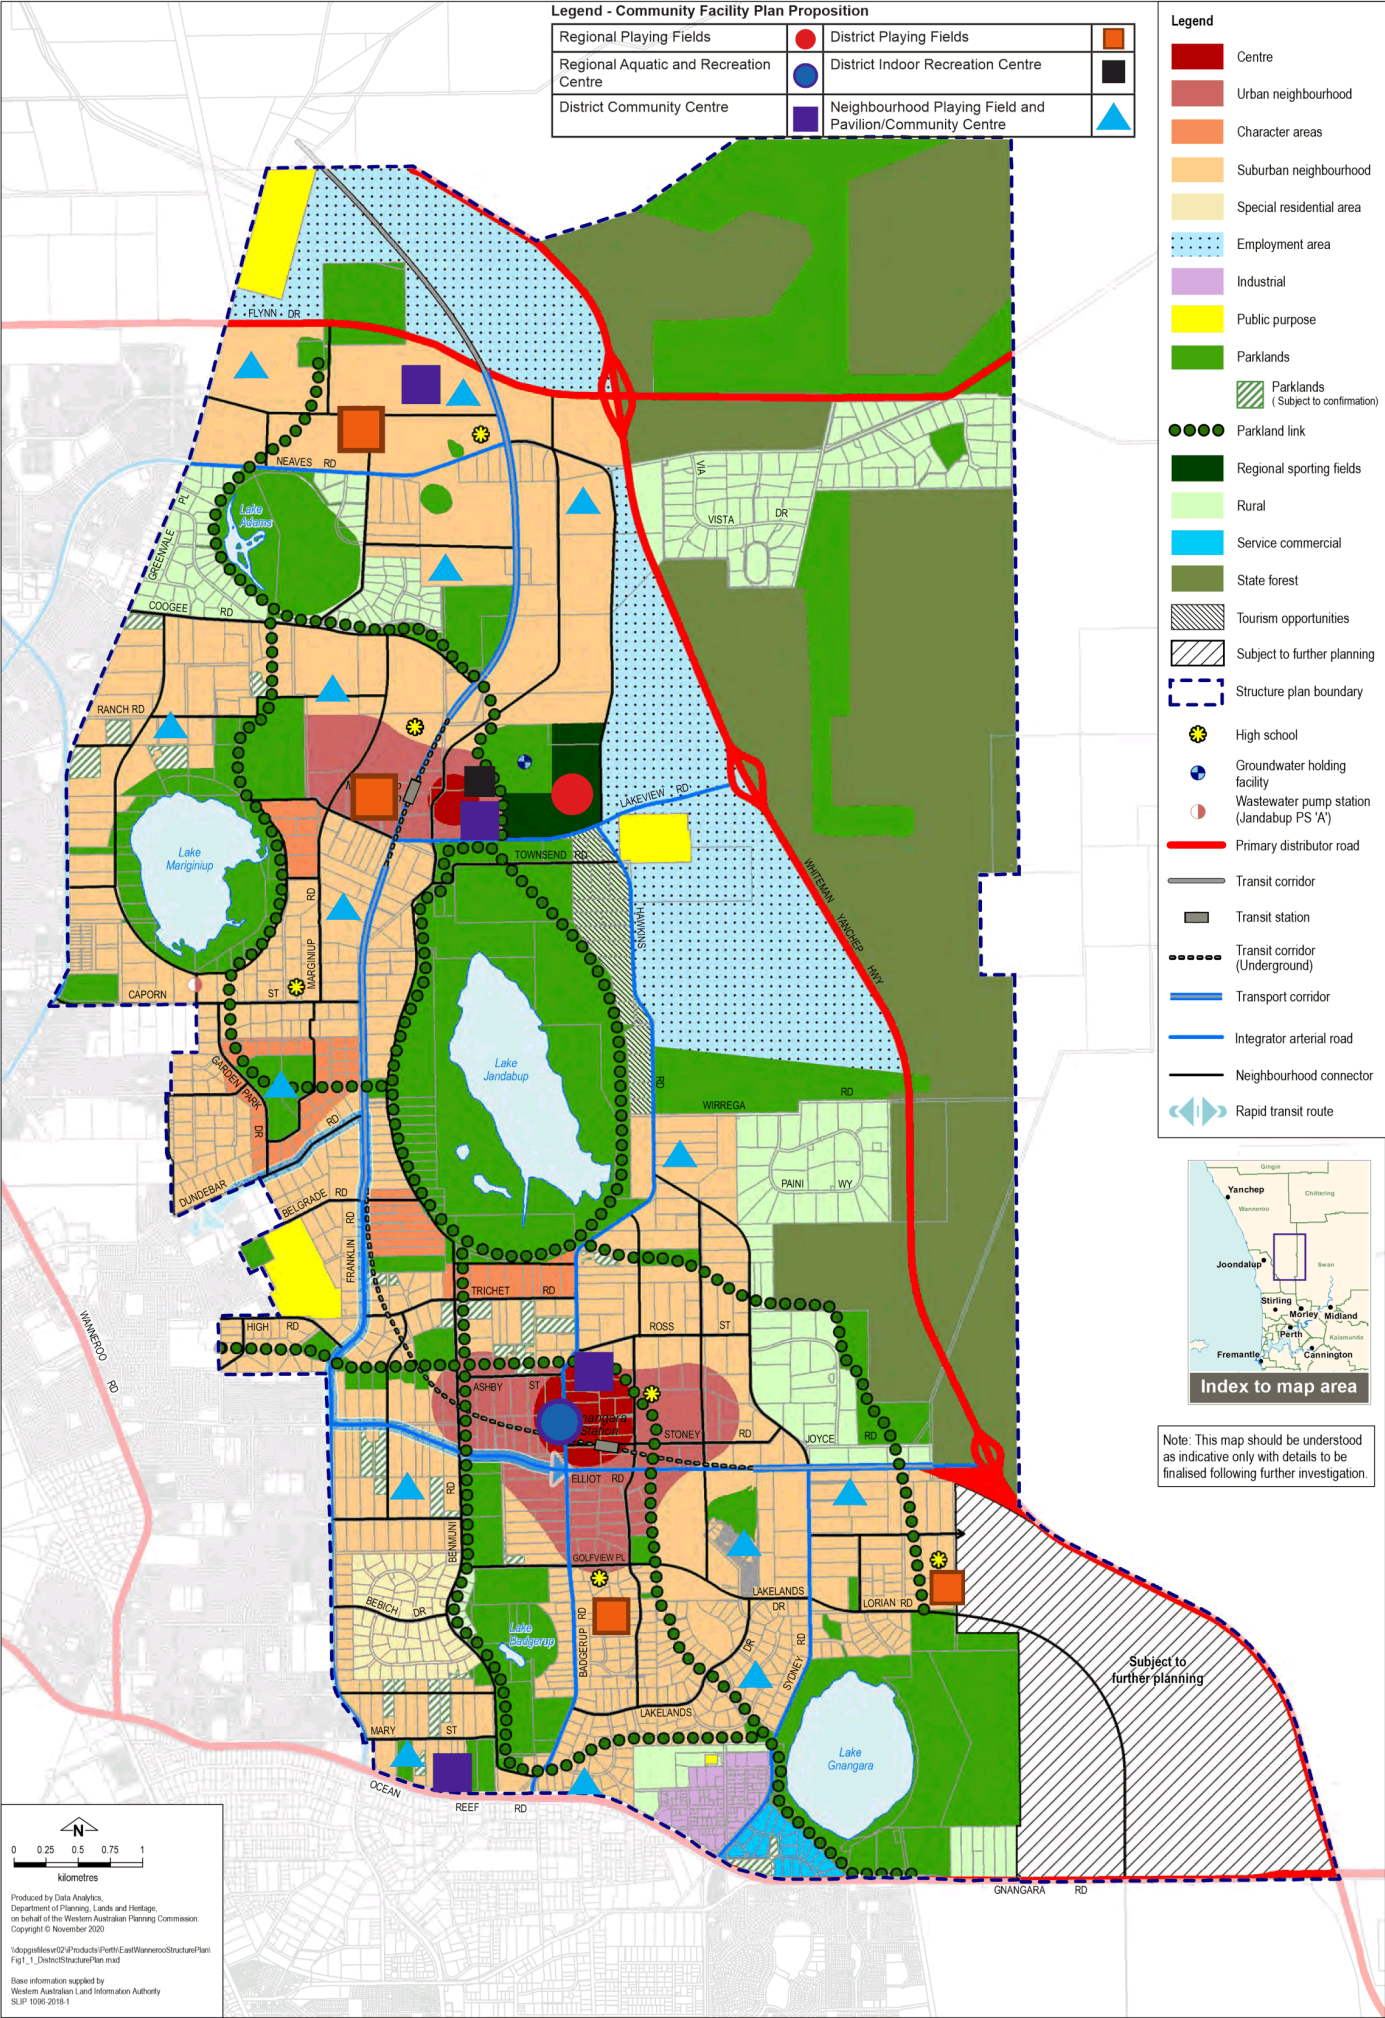 Legend - Community Facility Plan Proposition
Regional Playing Fields
District Playing Fields
Regional Aquatic and Recreation
Centre
District Indoor Recreation Centre
District Community Centre
Neighbourhood Playing Field and
Pavilion/Community Centre
Legend
Centre
Urban neighbourhood
Character areas
Suburban neighbourhood
Special residential area
Employment area
Industrial
Public purpose
Parklands
Parklands
( Subject to confirmation)
Parkland link
Regional sporting fields
Rural
Service commercial
State forest
Tourism opportunities
Subject to further planning
Structure plan boundary
High school
Groundwater holding
facility
Wastewater pump station
(Jandabup PS 'A')
Primary distributor road
Transit corridor
Transit station
Transit corridor
(Underground)
Transport corridor
Integrator arterial road
Neighbourhood connector
Rapid transit route
FLYNN DR
NEAVES RD
Lake
Adams
GREENVALE PL
COOGEE RD
VIA
VISTA DR
RANCH RD
LAKEVIEW RD
Lake
Mariginiup
TOWNSEND RD
HAWKINS
RD
WHITEMAN YANCHEP HWY
MARGINIUP RD
CAPORN ST
Lake
Jandabup
GARDEN PARK DR
WIRREGA RD
DUNDEBAR RD
BELGRADE RD
PAINI WY
FRANKLIN RD
TRICHET RD
HIGH RD
ROSS ST
WANNEROO RD
ASHBY ST
Station
STONEY RD
JOYCE RD
ELLIOT RD
BENMUNI RD
GOLFVIEW PL
LAKELANDS
DR
BEBICH DR
LORIAN RD
Lake
Badgerup
BADGERUP RD
DR
SYDNEY RD
Subject to
further planning
LAKELANDS
MARY ST
Lake
Gnangara
OCEAN
REEF RD
GNANGARA RD
Gingin
Yanchep
Chittering
Wanneroo
Joondalup
Swan
Stirling
Morley
Midland
Perth
Kalamunda
Fremantle
Cannington
Index to map area
Note: This map should be understood
as indicative only with details to be
finalised following further investigation.
N
0 0.25 0.5 0.75 1
kilometres
Produced by Data Analytics,
Department of Planning, Lands and Heritage,
on behalf of the Western Australian Planning Commission.
Copyright © November 2020
\\dopgisfilesvr02\iProducts\Perth\EastWannerooStructurePlan\
Fig1_1_DistrictStructurePlan.mxd
Base information supplied by
Western Australian Land Information Authority
SLIP 1096-2018-1